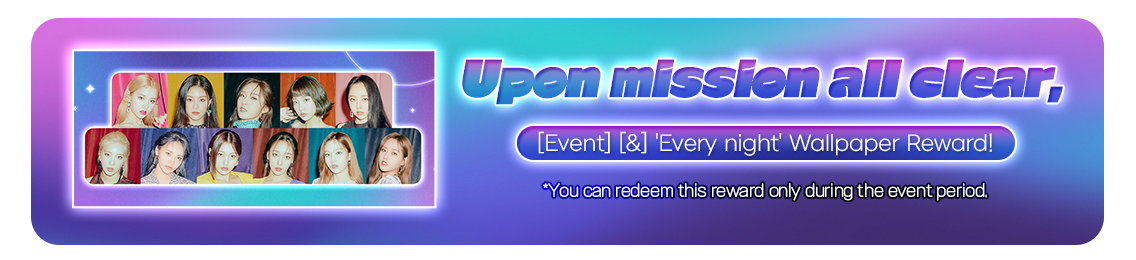 Upon mission all clear,
[Event] [&] 'Every night' Wallpaper Reward!
*You can redeem this reward only during the event period.